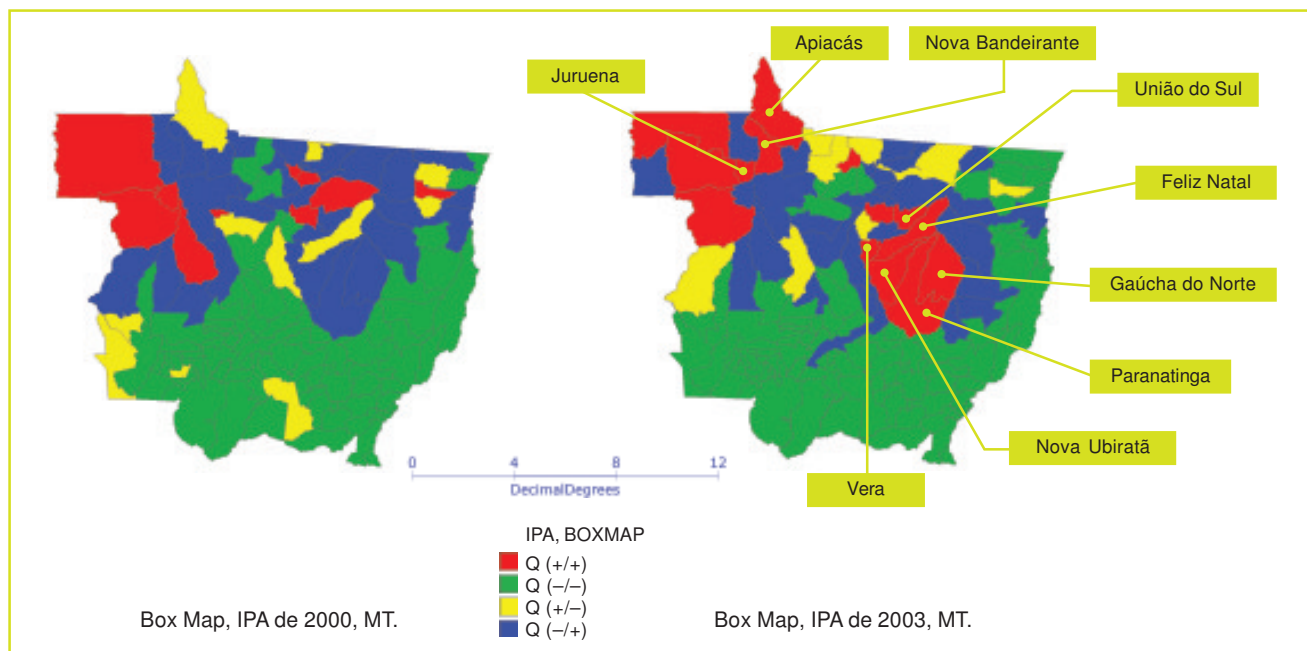 Apiacás
Nova Bandeirante
Juruena
União do Sul
Feliz Natal
Gaúcha do Norte
Paranatinga
Nova Ubiratã
Vera
0 4 8 12
DecimalDegrees
IPA, BOXMAP
Q (+/+)
Q (–/–)
Q (+/–)
Q (–/+)
Box Map, IPA de 2000, MT.
Box Map, IPA de 2003, MT.